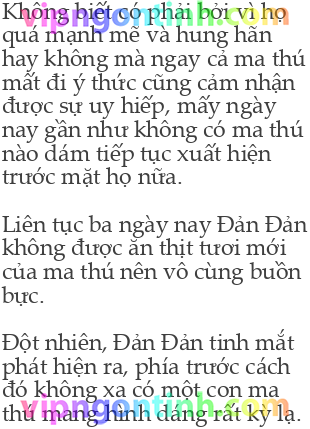 Không biết có phải bởi vì họ
vipngontinh.com
quá mạnh mẽ và hung hãn
hay không mà ngay cả ma thú
mất đi ý thức cũng cảm nhận
được sự uy hiếp, mấy ngày
nay gần như không có ma thú
nào dám tiếp tục xuất hiện
trước mặt họ nữa.
Liên tục ba ngày nay Đản Đản
không được ăn thịt tươi mới
của ma thú nên vô cùng buồn
bực.
Đột nhiên, Đản Đản tinh mắt
phát hiện ra, phía trước cách
đó không xa có một con ma
vipngontinh.com
thú mang hình dáng rất kỳ lạ.